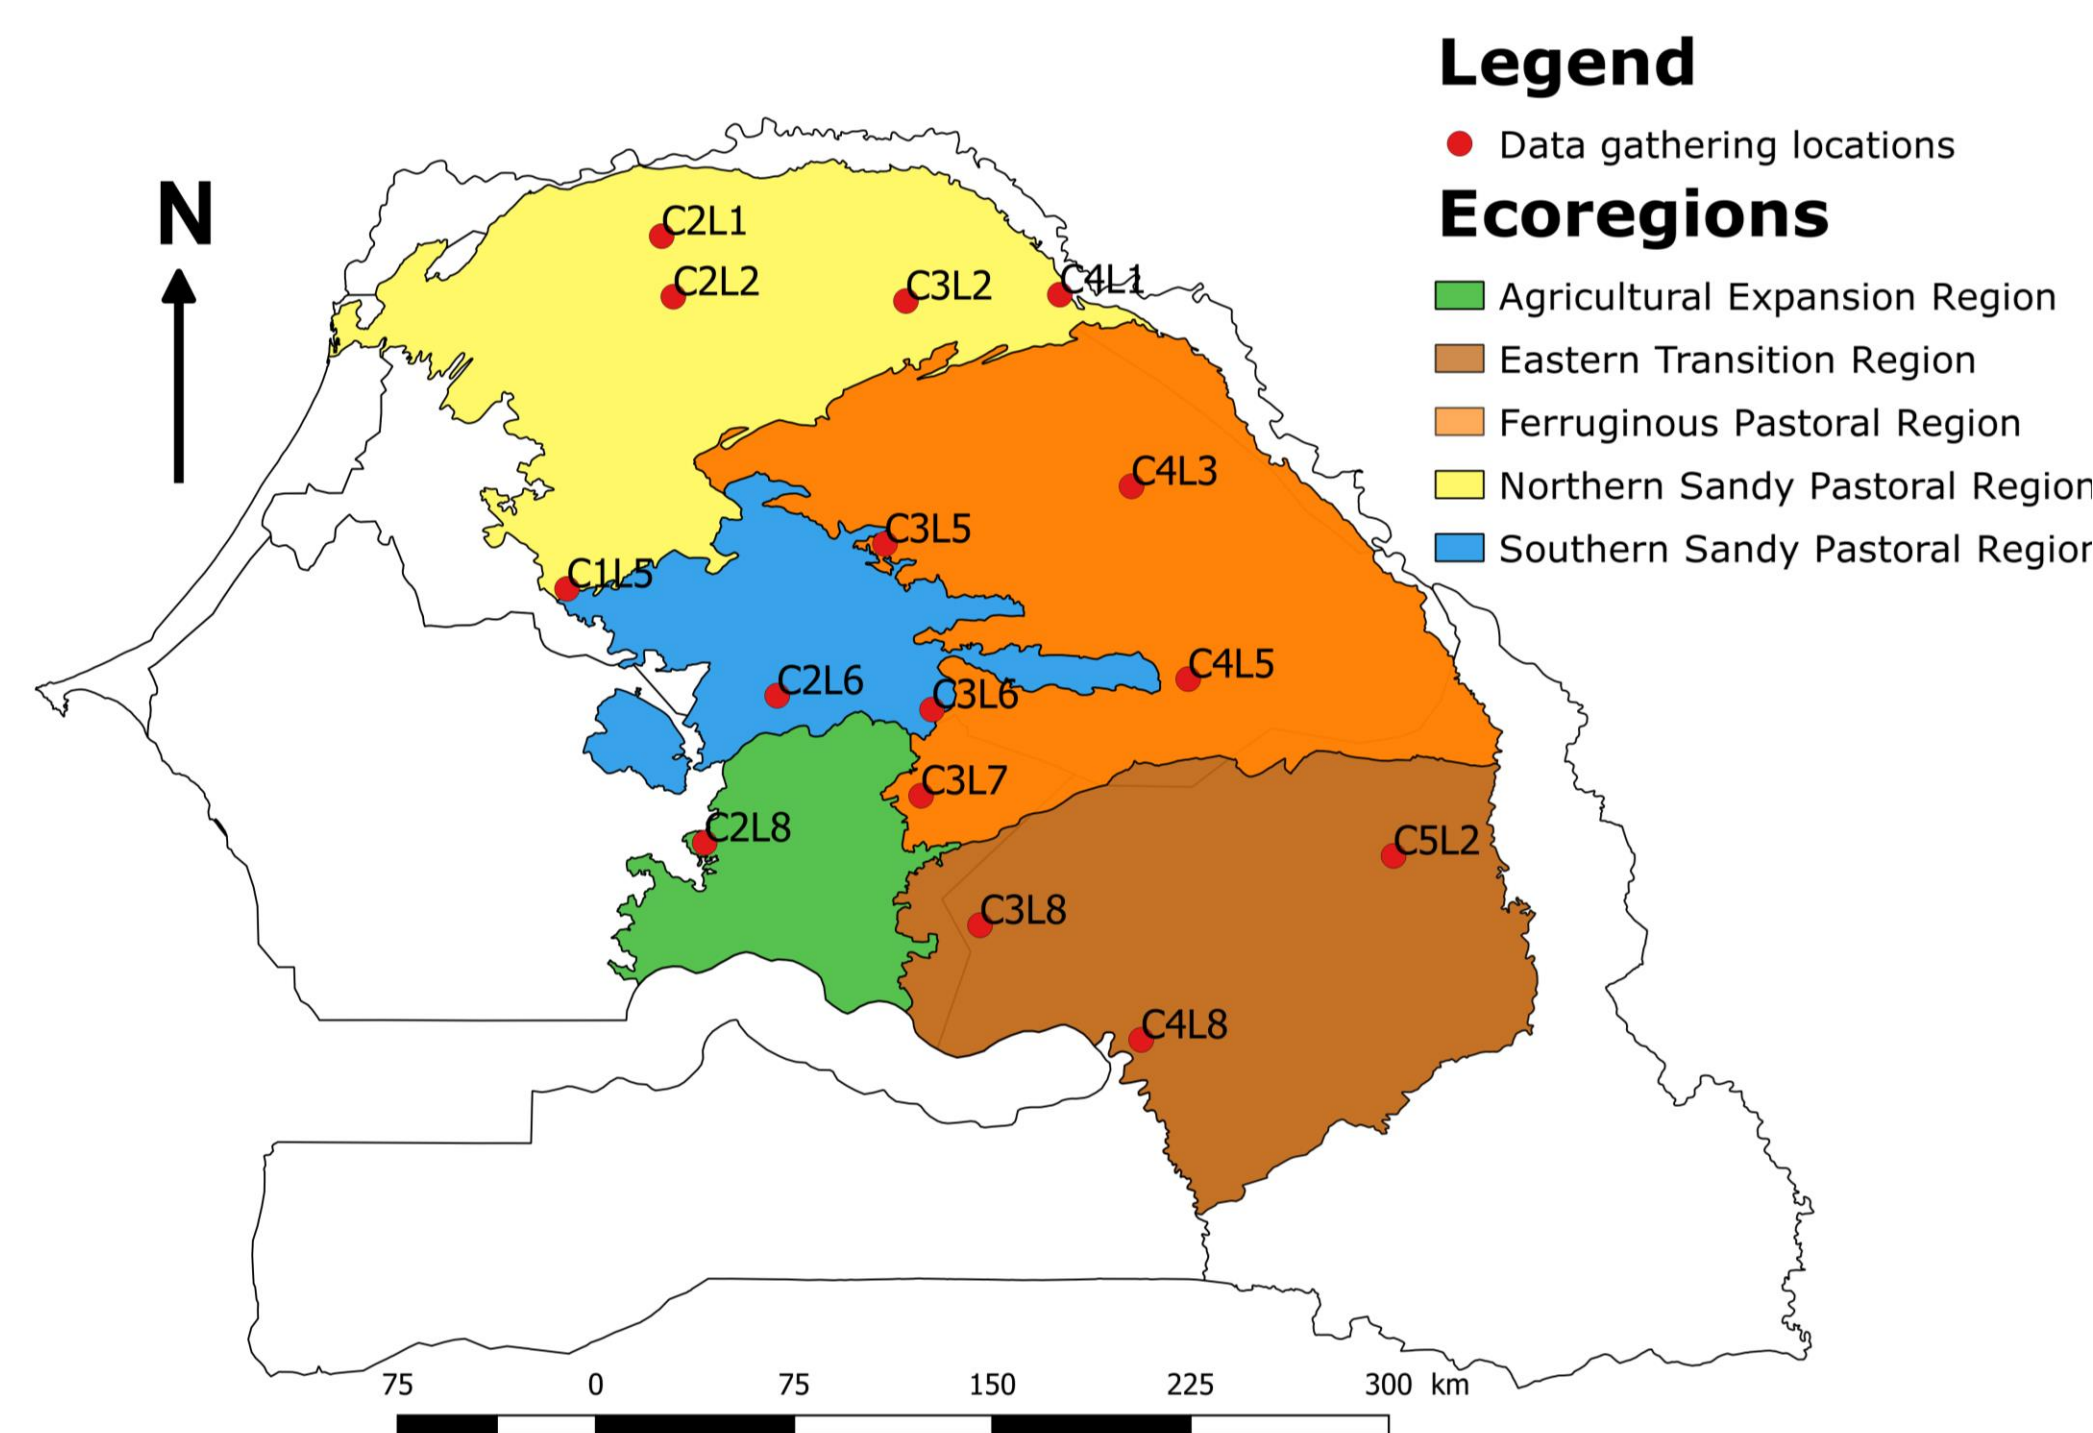 Legend
Data gathering locations
Ecoregions
Agricultural Expansion Region
Eastern Transition Region
Ferruginous Pastoral Region
Northern Sandy Pastoral Region
Southern Sandy Pastoral Region
N
C2L1
C2L2
C3L2
C4L1
C4L3
C3L5
C1L5
C4L5
C2L6
C3L6
C3L7
C2L8
C5L2
C3L8
C4L8
75 0 75 150 225 300 km